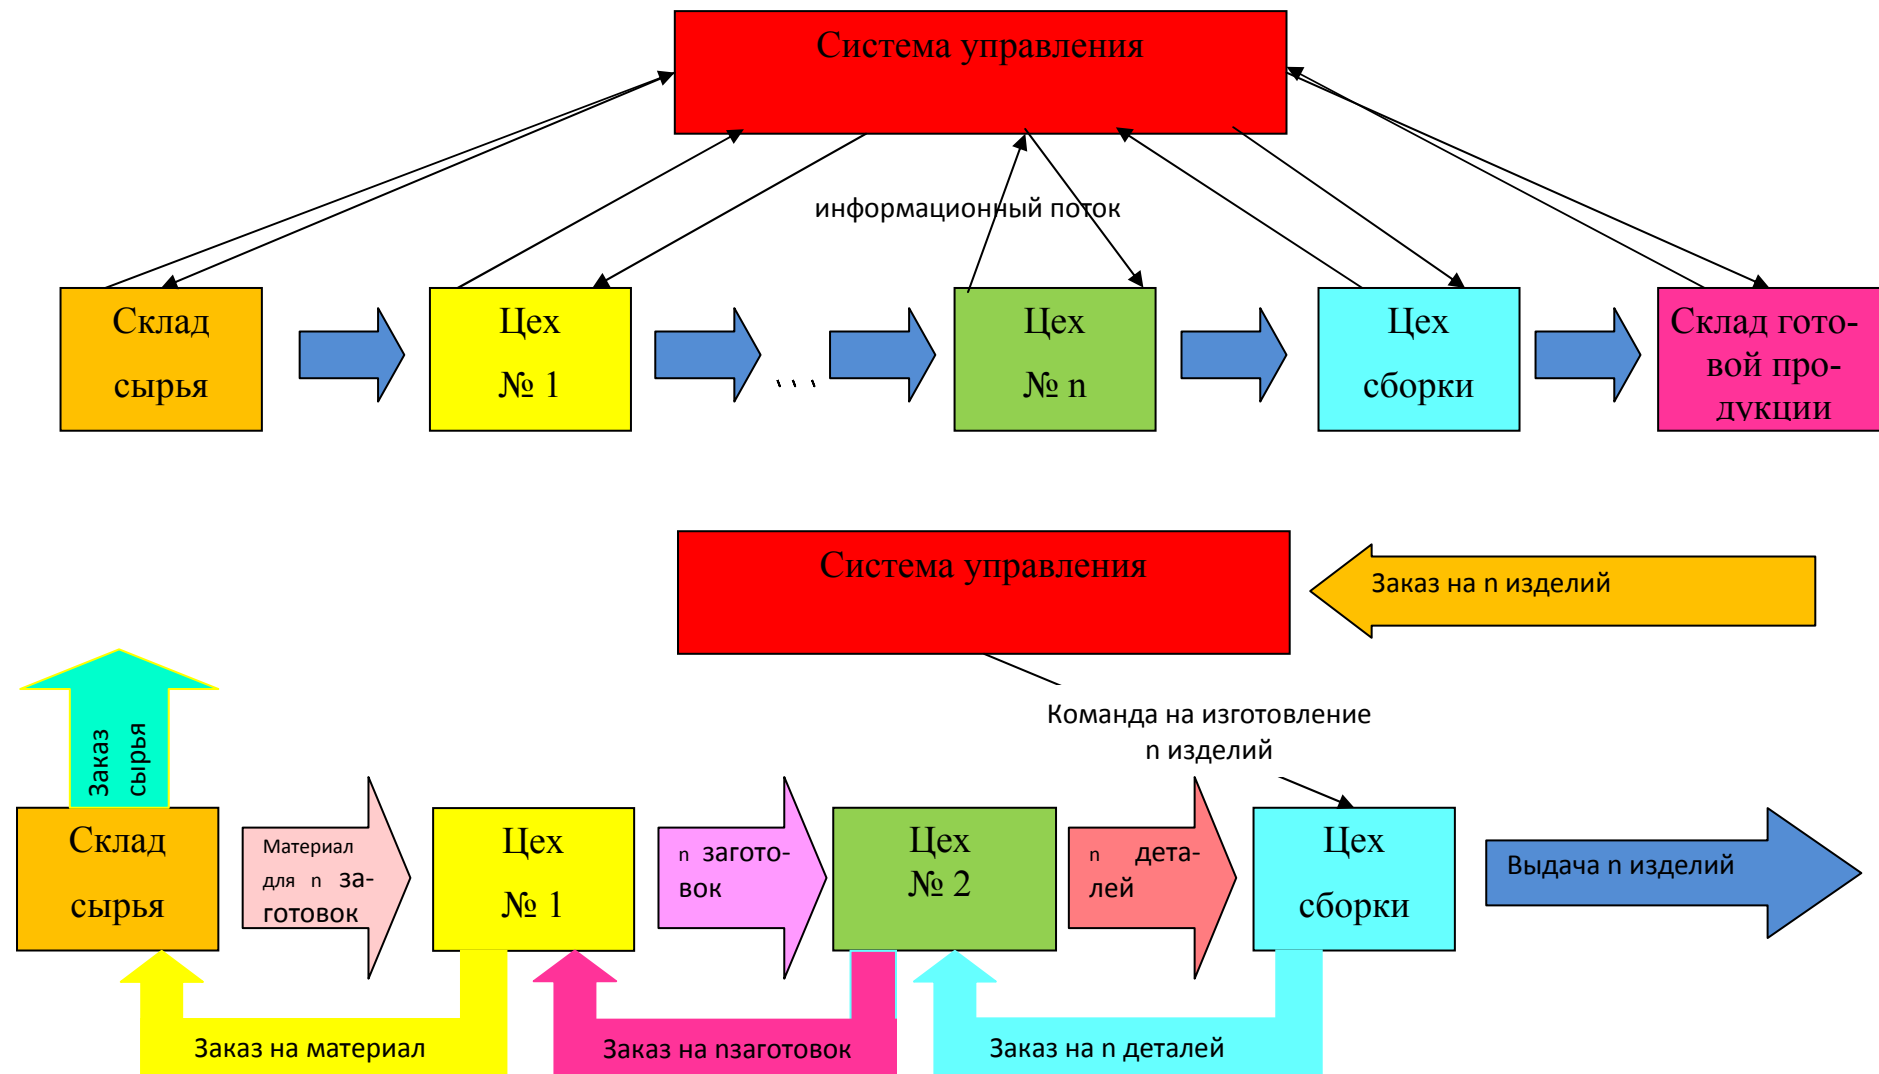 Система управления
информационный поток
Склад
сырья
Цех
№ 1
...
Цех
№ n
Цех
сборки
Склад гото-
вой про-
дукции
Система управления
Заказ на n изделий
Заказ
сырья
Команда на изготовление
n изделий
Склад
сырья
Материал
для n за-
готовок
Цех
№ 1
n загото-
вок
Цех
№ 2
n дета-
лей
Цех
сборки
Выдача n изделий
Заказ на материал
Заказ на nзаготовок
Заказ на n деталей